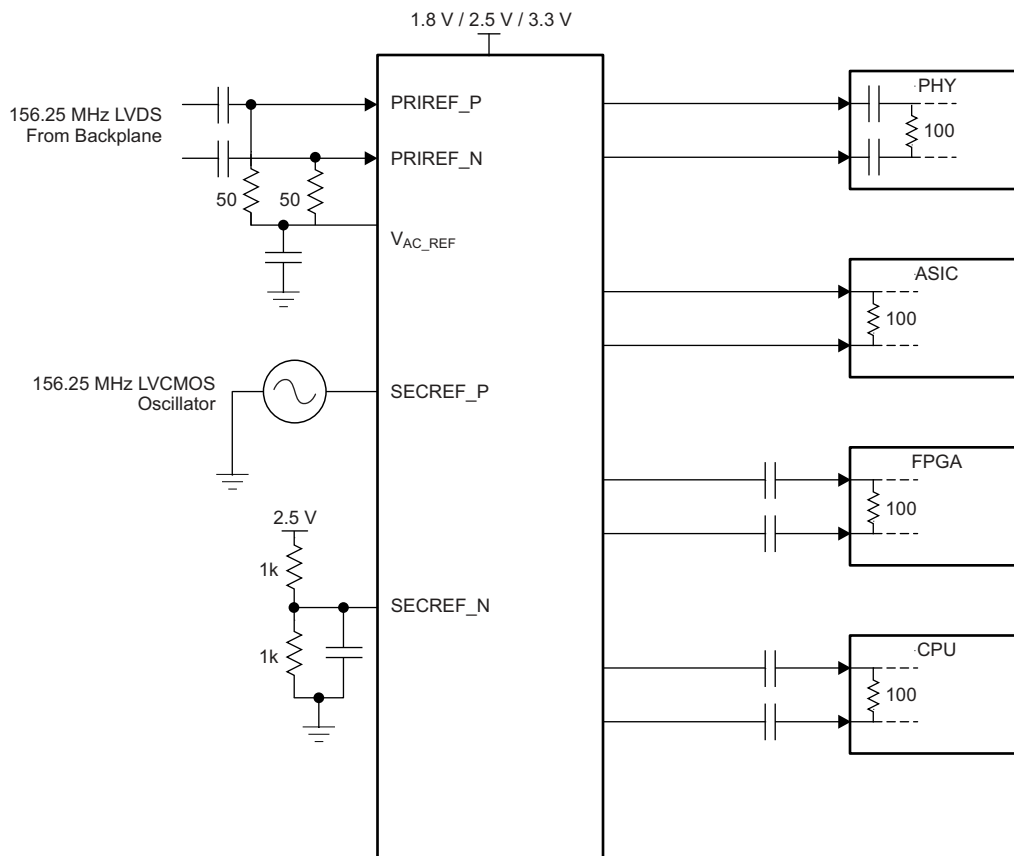 1.8 V / 2.5 V / 3.3 V
156.25 MHz LVDS
From Backplane
PRIREF_P
PRIREF_N
50
50
VAC_REF
156.25 MHz LVCMOS
Oscillator
SECREF_P
2.5 V
1k
SECREF_N
1k
PHY
100
ASIC
100
FPGA
100
CPU
100